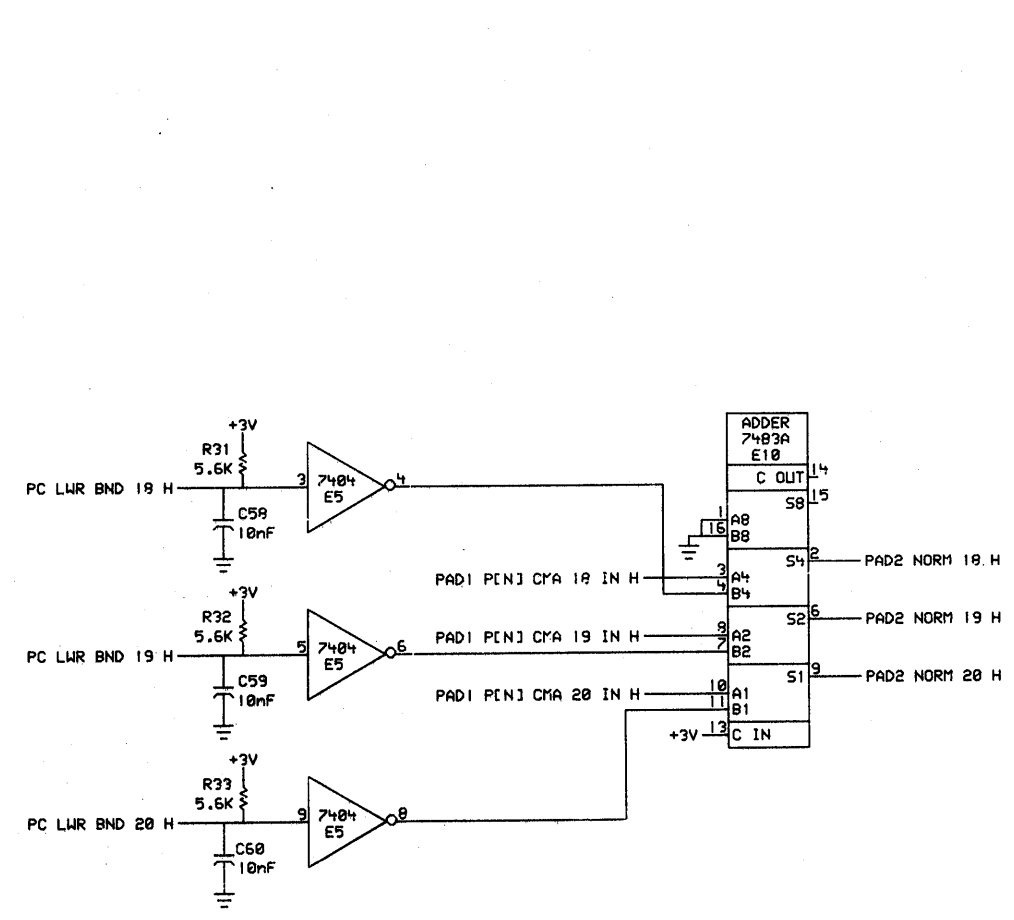 +3V
R31
5.6K
PC LWR BND 18 H
C58
10nF
3
7404
E5
4
+3V
R32
5.6K
PC LWR BND 19 H
C59
10nF
5
7404
E5
6
+3V
R33
5.6K
PC LWR BND 20 H
C60
10nF
9
7404
E5
8
PAD1 P[N] CMA 18 IN H
PAD1 P[N] CMA 19 IN H
PAD1 P[N] CMA 20 IN H
+3V
ADDER
7483A
E10
C OUT 14
S8 15
1 A8
16 B8
S4 2
3 A4
4 B4
S2 6
8 A2
7 B2
S1 9
10 A1
11 B1
13 C IN
PAD2 NORM 18 H
PAD2 NORM 19 H
PAD2 NORM 20 H